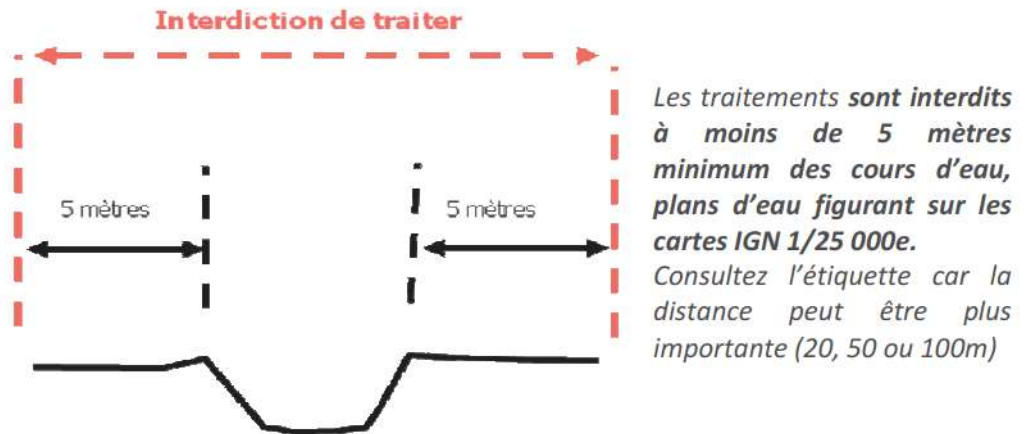 Interdiction de traiter
5 mètres
5 mètres
Les traitements sont interdits
à moins de 5 mètres
minimum des cours d’eau,
plans d’eau figurant sur les
cartes IGN 1/25 000e.
Consultez l’étiquette car la
distance peut être plus
importante (20, 50 ou 100m)